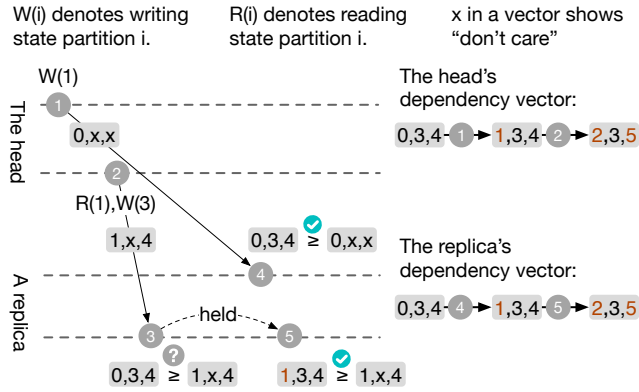 W(i) denotes writing
state partition i.
R(i) denotes reading
state partition i.
x in a vector shows
“don’t care”
W(1)
The head
1
0,x,x
2
R(1),W(3)
1,x,4
The head’s
dependency vector:
0,3,4 1 1,3,4 2 2,3,5
A replica
0,3,4 ≥ 0,x,x
4
held
3
5
?
0,3,4 ≥ 1,x,4
1,3,4 ≥ 1,x,4
The replica’s
dependency vector:
0,3,4 4 1,3,4 5 2,3,5